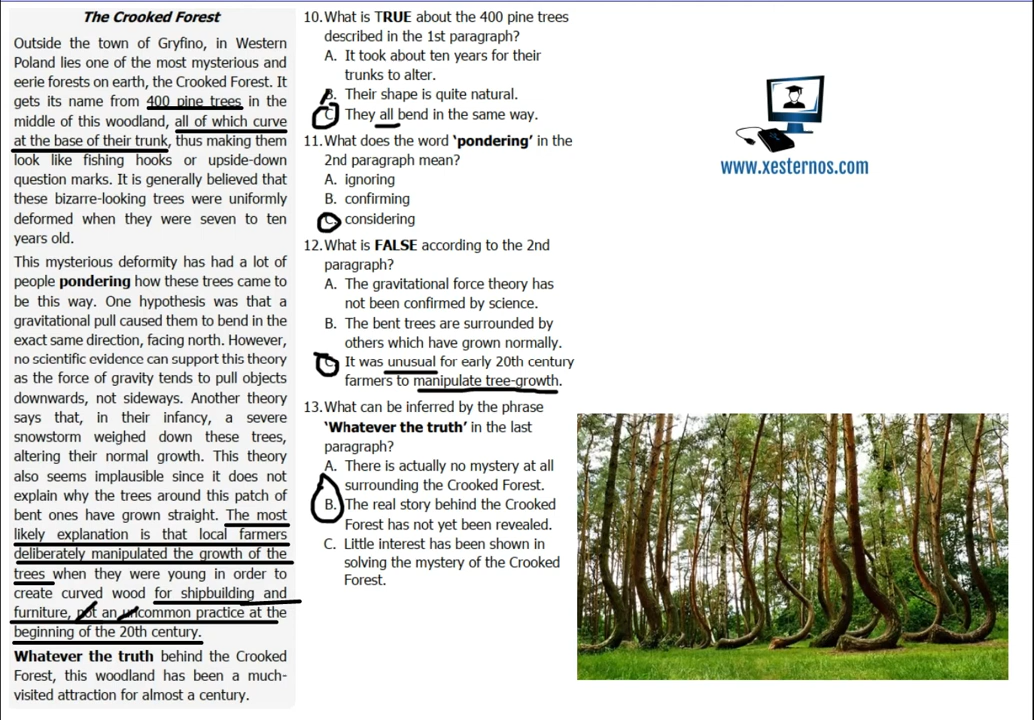 The Crooked Forest
Outside the town of Gryfino, in Western
Poland lies one of the most mysterious and
eerie forests on earth, the Crooked Forest. It
gets its name from 400 pine trees in the
middle of this woodland, all of which curve
at the base of their trunk, thus making them
look like fishing hooks or upside-down
question marks. It is generally believed that
these bizarre-looking trees were uniformly
deformed when they were seven to ten
years old.
This mysterious deformity has had a lot of
people pondering how these trees came to
be this way. One hypothesis was that a
gravitational pull caused them to bend in the
exact same direction, facing north. However,
no scientific evidence can support this theory
as the force of gravity tends to pull objects
downwards, not sideways. Another theory
says that, in their infancy, a severe
snowstorm weighed down these trees,
altering their normal growth. This theory
also seems implausible since it does not
explain why the trees around this patch of
bent ones have grown straight. The most
likely explanation is that local farmers
deliberately manipulated the growth of the
trees when they were young in order to
create curved wood for shipbuilding and
furniture, not an uncommon practice at the
beginning of the 20th century.
Whatever the truth behind the Crooked
Forest, this woodland has been a much-
visited attraction for almost a century.
10. What is TRUE about the 400 pine trees
described in the 1st paragraph?
A. It took about ten years for their
trunks to alter.
B. Their shape is quite natural.
C. They all bend in the same way.
11. What does the word 'pondering' in the
2nd paragraph mean?
A. ignoring
B. confirming
C. considering
12. What is FALSE according to the 2nd
paragraph?
A. The gravitational force theory has
not been confirmed by science.
B. The bent trees are surrounded by
others which have grown normally.
C. It was unusual for early 20th century
farmers to manipulate tree-growth.
13. What can be inferred by the phrase
'Whatever the truth' in the last
paragraph?
A. There is actually no mystery at all
surrounding the Crooked Forest.
B. The real story behind the Crooked
Forest has not yet been revealed.
C. Little interest has been shown in
solving the mystery of the Crooked
Forest.
www.xesternos.com